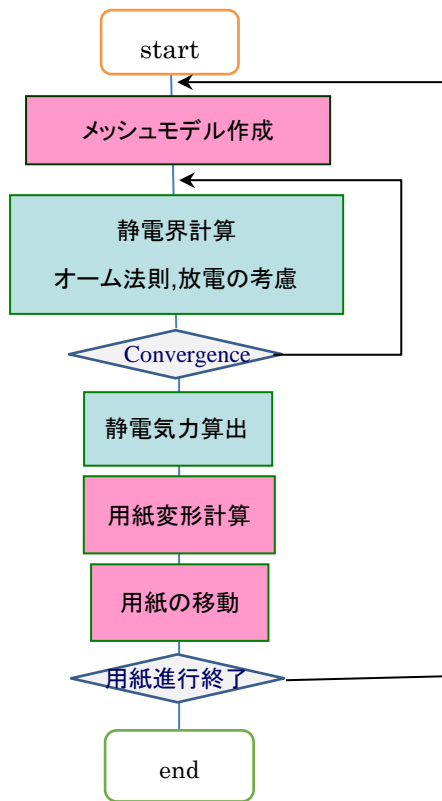 start
メッシュモデル作成
静電界計算
オーム法則,放電の考慮
Convergence
静電気力算出
用紙変形計算
用紙の移動
用紙進行終了
end